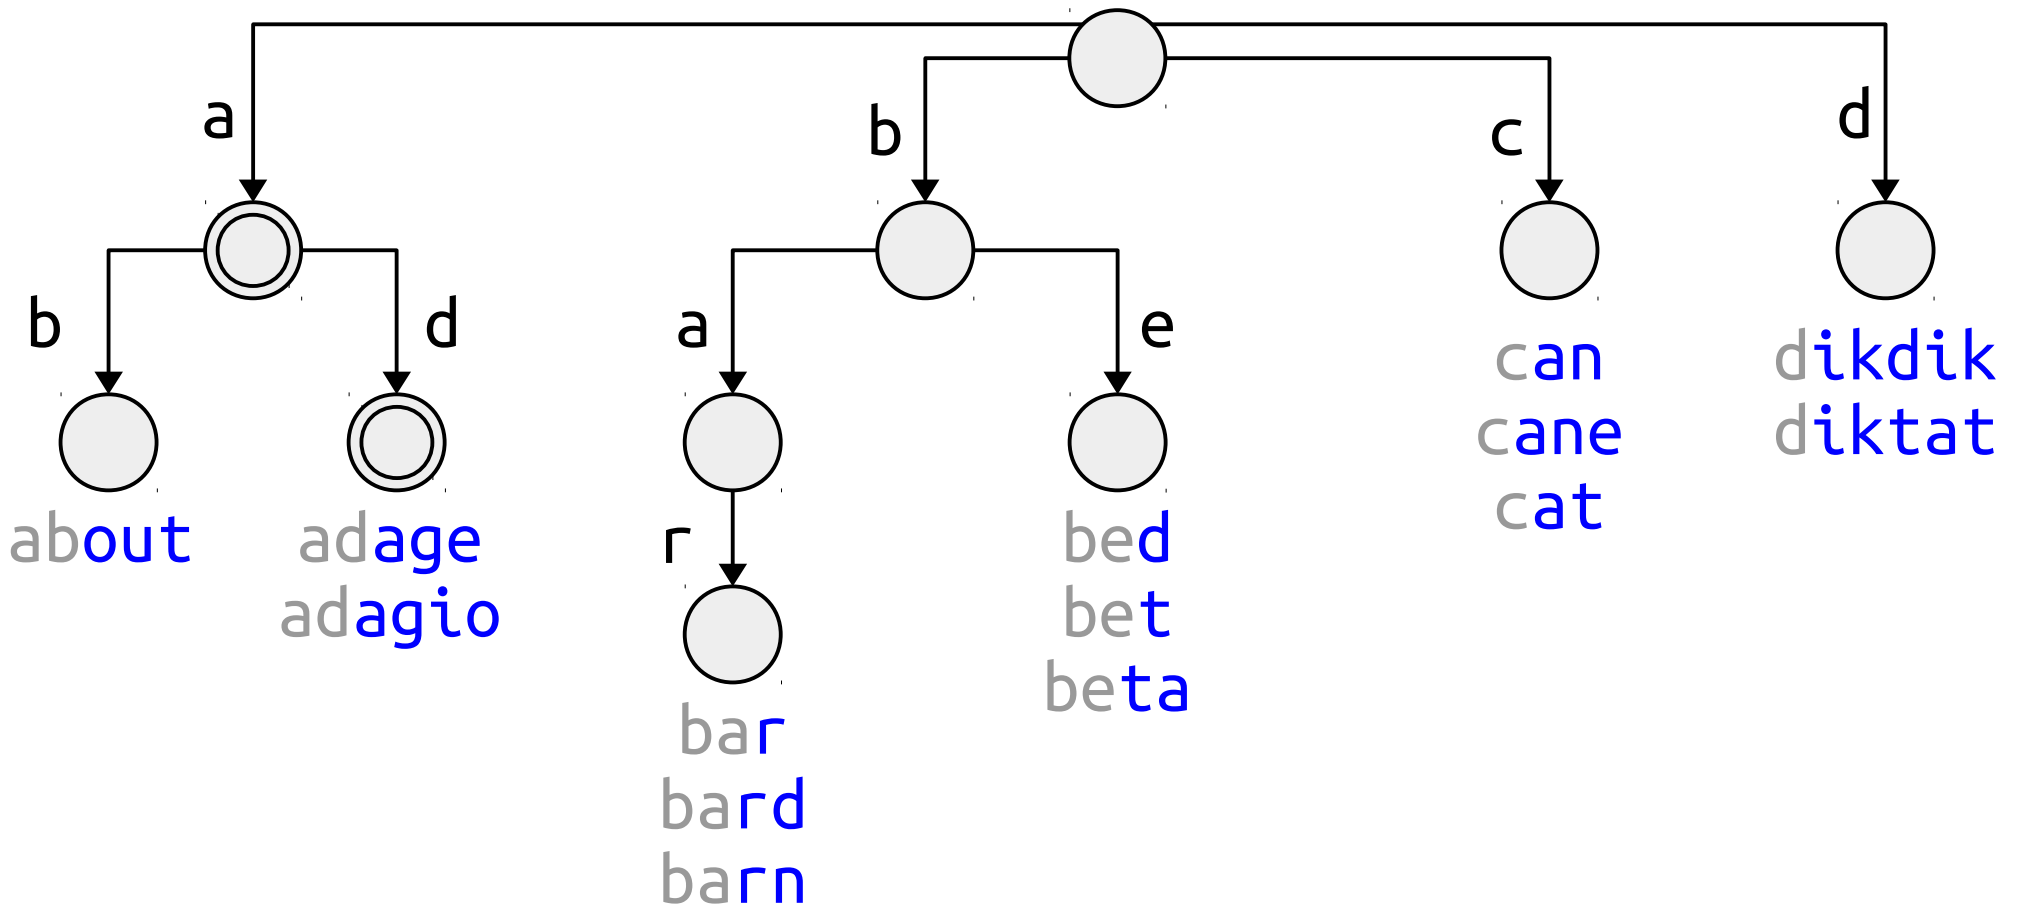 a
b
c
d
b
d
a
e
can
cane
cat
dikdik
diktat
about
adage
adagio
r
bed
bet
beta
bar
bard
barn